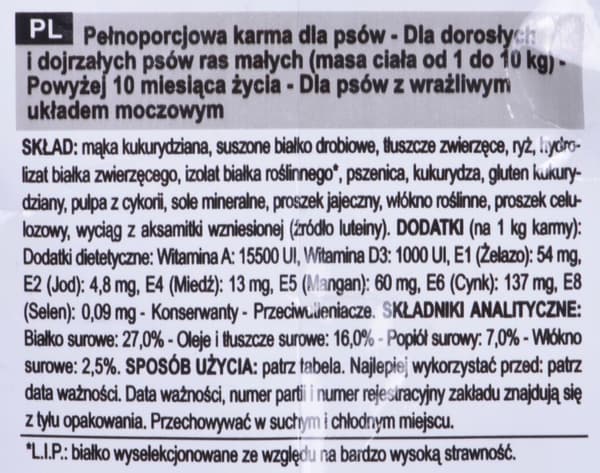 PL Pełnoporcjowa karma dla psów - Dla dorosłych
i dojrzałych psów ras małych (masa ciała od 1 do 10 kg) -
Powyżej 10 miesiąca życia - Dla psów z wrażliwym
układem moczowym
SKŁAD: mąka kukurydziana, suszone białko drobiowe, tłuszcze zwierzęce, ryż, hydro-
lizat białka zwierzęcego, izolat białka roślinnego*, pszenica, kukurydza, gluten kukury-
dziany, pulpa z cykorii, sole mineralne, proszek jajeczny, włókno roślinne, proszek celu-
lozowy, wyciąg z aksamitki wzniesionej (źródło luteiny). DODATKI (na 1 kg karmy):
Dodatki dietetyczne: Witamina A: 15500 UI, Witamina D3: 1000 UI, E1 (Żelazo): 54 mg,
E2 (Jod): 4,8 mg, E4 (Miedź): 13 mg, E5 (Mangan): 60 mg, E6 (Cynk): 137 mg, E8
(Selen): 0,09 mg - Konserwanty - Przeciwutleniacze. SKŁADNIKI ANALITYCZNE:
Białko surowe: 27,0% - Oleje i tłuszcze surowe: 16,0% - Popiół surowy: 7,0% - Włókno
surowe: 2,5%. SPOSÓB UŻYCIA: patrz tabela. Najlepiej wykorzystać przed: patrz
data ważności. Data ważności, numer partii i numer rejestracyjny zakładu znajdują się
z tyłu opakowania. Przechowywać w suchym i chłodnym miejscu.
*L.I.P.: białko wyselekcjonowane ze względu na bardzo wysoką strawność.